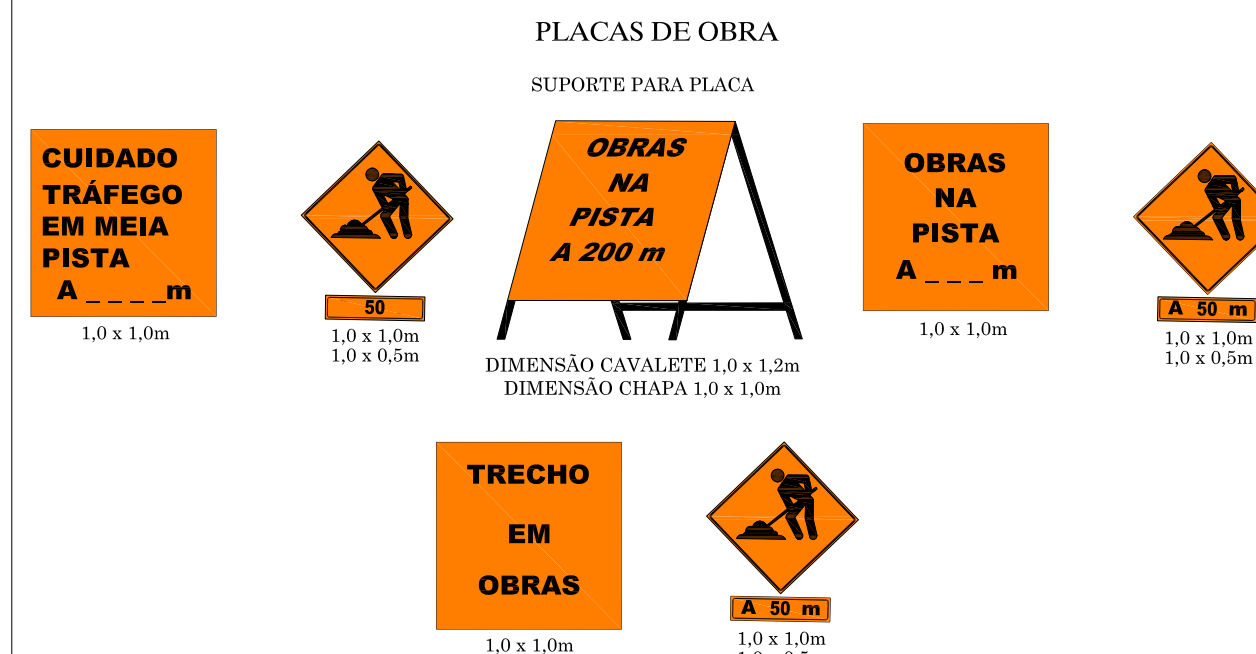 PLACAS DE OBRA
SUPORTE PARA PLACA
CUIDADO
TRÁFEGO
EM MEIA
PISTA
A _ _ _ _m
1,0 x 1,0m
50
1,0 x 1,0m
1,0 x 0,5m
OBRAS
NA
PISTA
A 200 m
DIMENSÃO CAVALETE 1,0 x 1,2m
DIMENSÃO CHAPA 1,0 x 1,0m
OBRAS
NA
PISTA
A _ _ _ m
1,0 x 1,0m
A 50 m
1,0 x 1,0m
1,0 x 0,5m
TRECHO
EM
OBRAS
1,0 x 1,0m
A 50 m
1,0 x 1,0m